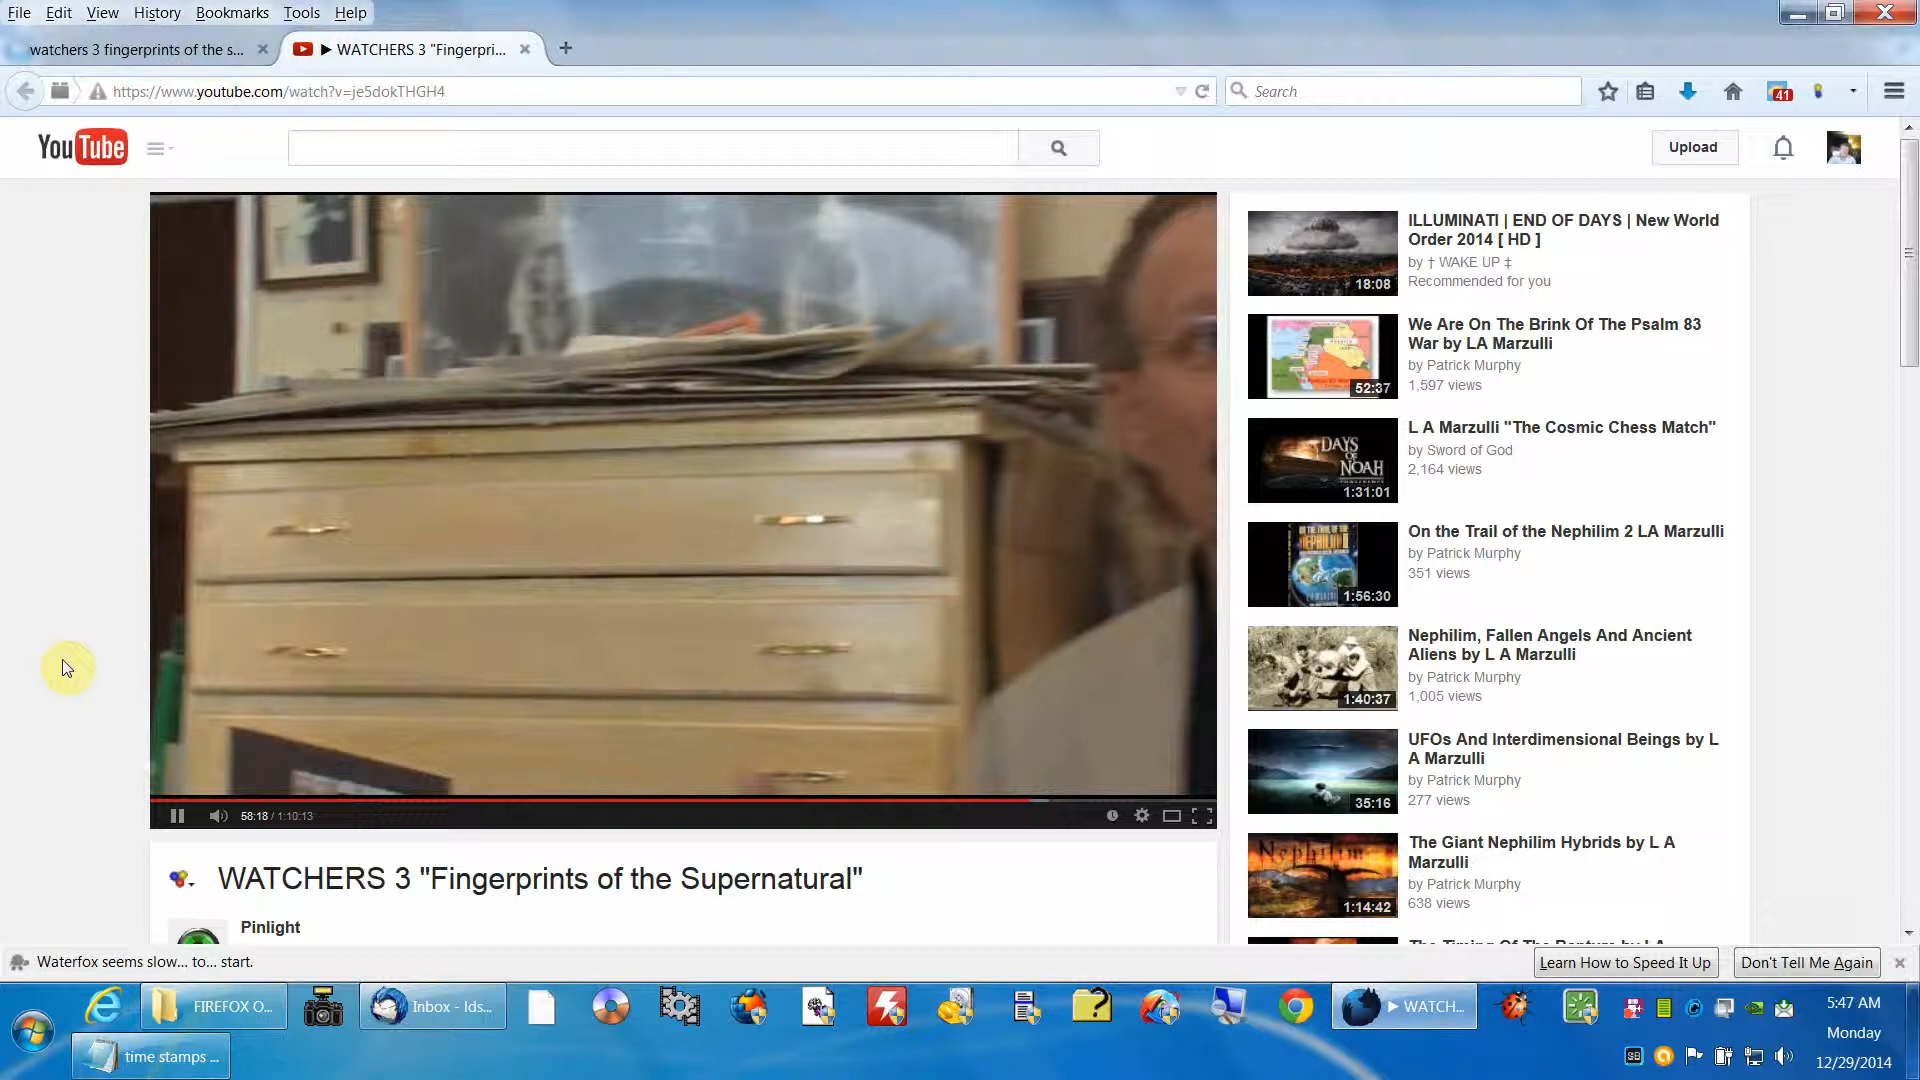 File Edit View History Bookmarks Tools Help
watchers 3 fingerprints of the s...
▶ WATCHERS 3 "Fingerpri...
https://www.youtube.com/watch?v=je5dokTHGH4
Search
41
YouTube
Upload
ILLUMINATI | END OF DAYS | New World
Order 2014 [ HD ]
by † WAKE UP ‡
Recommended for you
18:08
We Are On The Brink Of The Psalm 83
War by LA Marzulli
by Patrick Murphy
1,597 views
52:37
L A Marzulli "The Cosmic Chess Match"
by Sword of God
2,164 views
DAYS
OF
NOAH
1:31:01
On the Trail of the Nephilim 2 LA Marzulli
by Patrick Murphy
351 views
1:56:30
Nephilim, Fallen Angels And Ancient
Aliens by L A Marzulli
by Patrick Murphy
1,005 views
1:40:37
UFOs And Interdimensional Beings by L
A Marzulli
by Patrick Murphy
277 views
35:16
The Giant Nephilim Hybrids by L A
Marzulli
by Patrick Murphy
638 views
Nephilim
1:14:42
58:18 / 1:10:13
WATCHERS 3 "Fingerprints of the Supernatural"
Pinlight
Waterfox seems slow... to... start.
Learn How to Speed It Up
Don't Tell Me Again
FIREFOX O...
Inbox - lds...
▶ WATCH...
time stamps ...
5:47 AM
Monday
12/29/2014